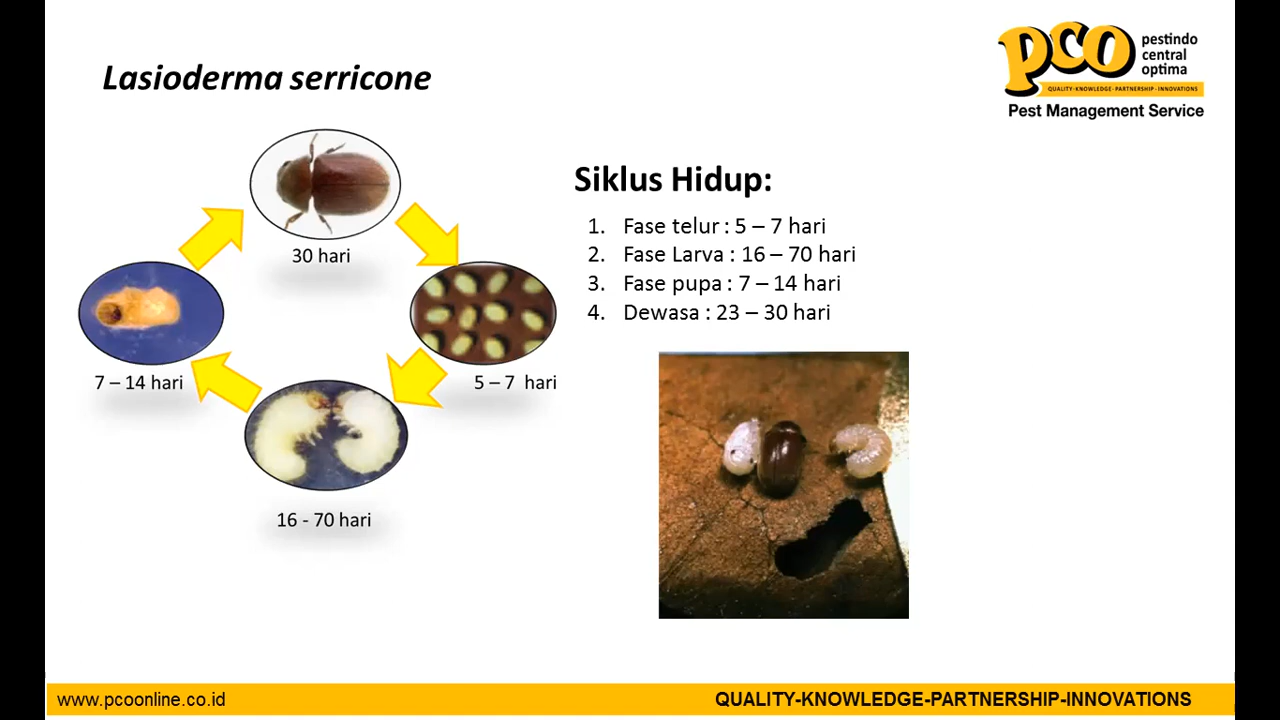 Lasioderma serricone
pco
pestindo
central
optima
QUALITY-KNOWLEDGE-PARTNERSHIP-INNOVATIONS
Pest Management Service
30 hari
7 – 14 hari
5 – 7 hari
16 - 70 hari
Siklus Hidup:
1. Fase telur : 5 – 7 hari
2. Fase Larva : 16 – 70 hari
3. Fase pupa : 7 – 14 hari
4. Dewasa : 23 – 30 hari
www.pcoonline.co.id
QUALITY-KNOWLEDGE-PARTNERSHIP-INNOVATIONS